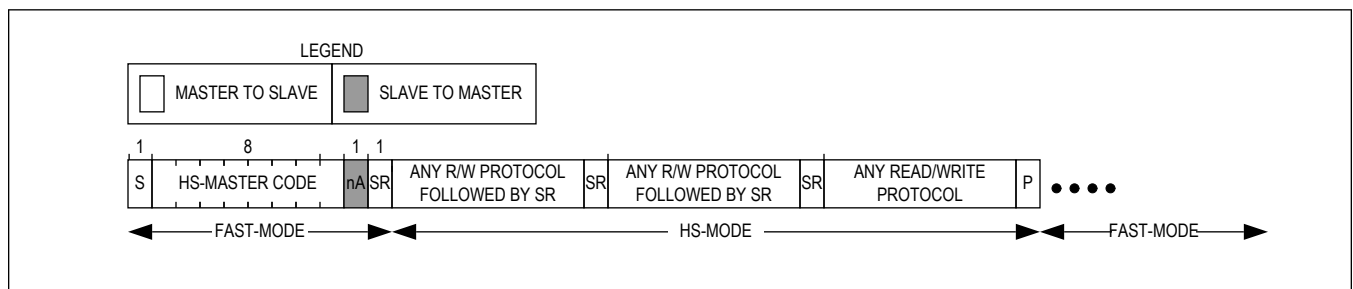 LEGEND
MASTER TO SLAVE SLAVE TO MASTER
1 8 1 1
S HS-MASTER CODE nA SR ANY R/W PROTOCOL FOLLOWED BY SR SR ANY R/W PROTOCOL FOLLOWED BY SR SR ANY READ/WRITE PROTOCOL P
FAST-MODE HS-MODE FAST-MODE